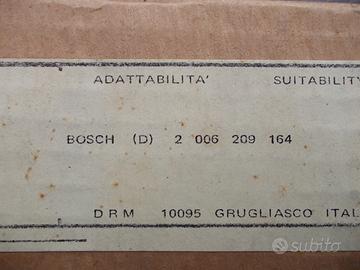 ADATTABILITA' SUITABILITY
BOSCH (D) 2 006 209 164
DRM 10095 GRUGLIASCO ITAL
subito